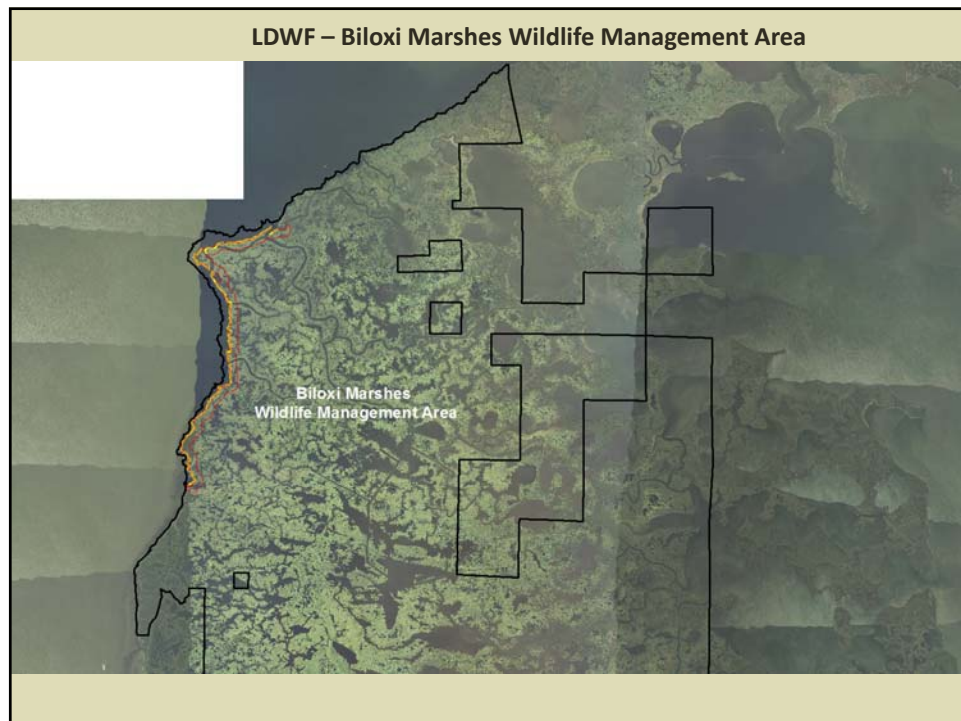 LDWF – Biloxi Marshes Wildlife Management Area
Biloxi Marshes
Wildlife Management Area